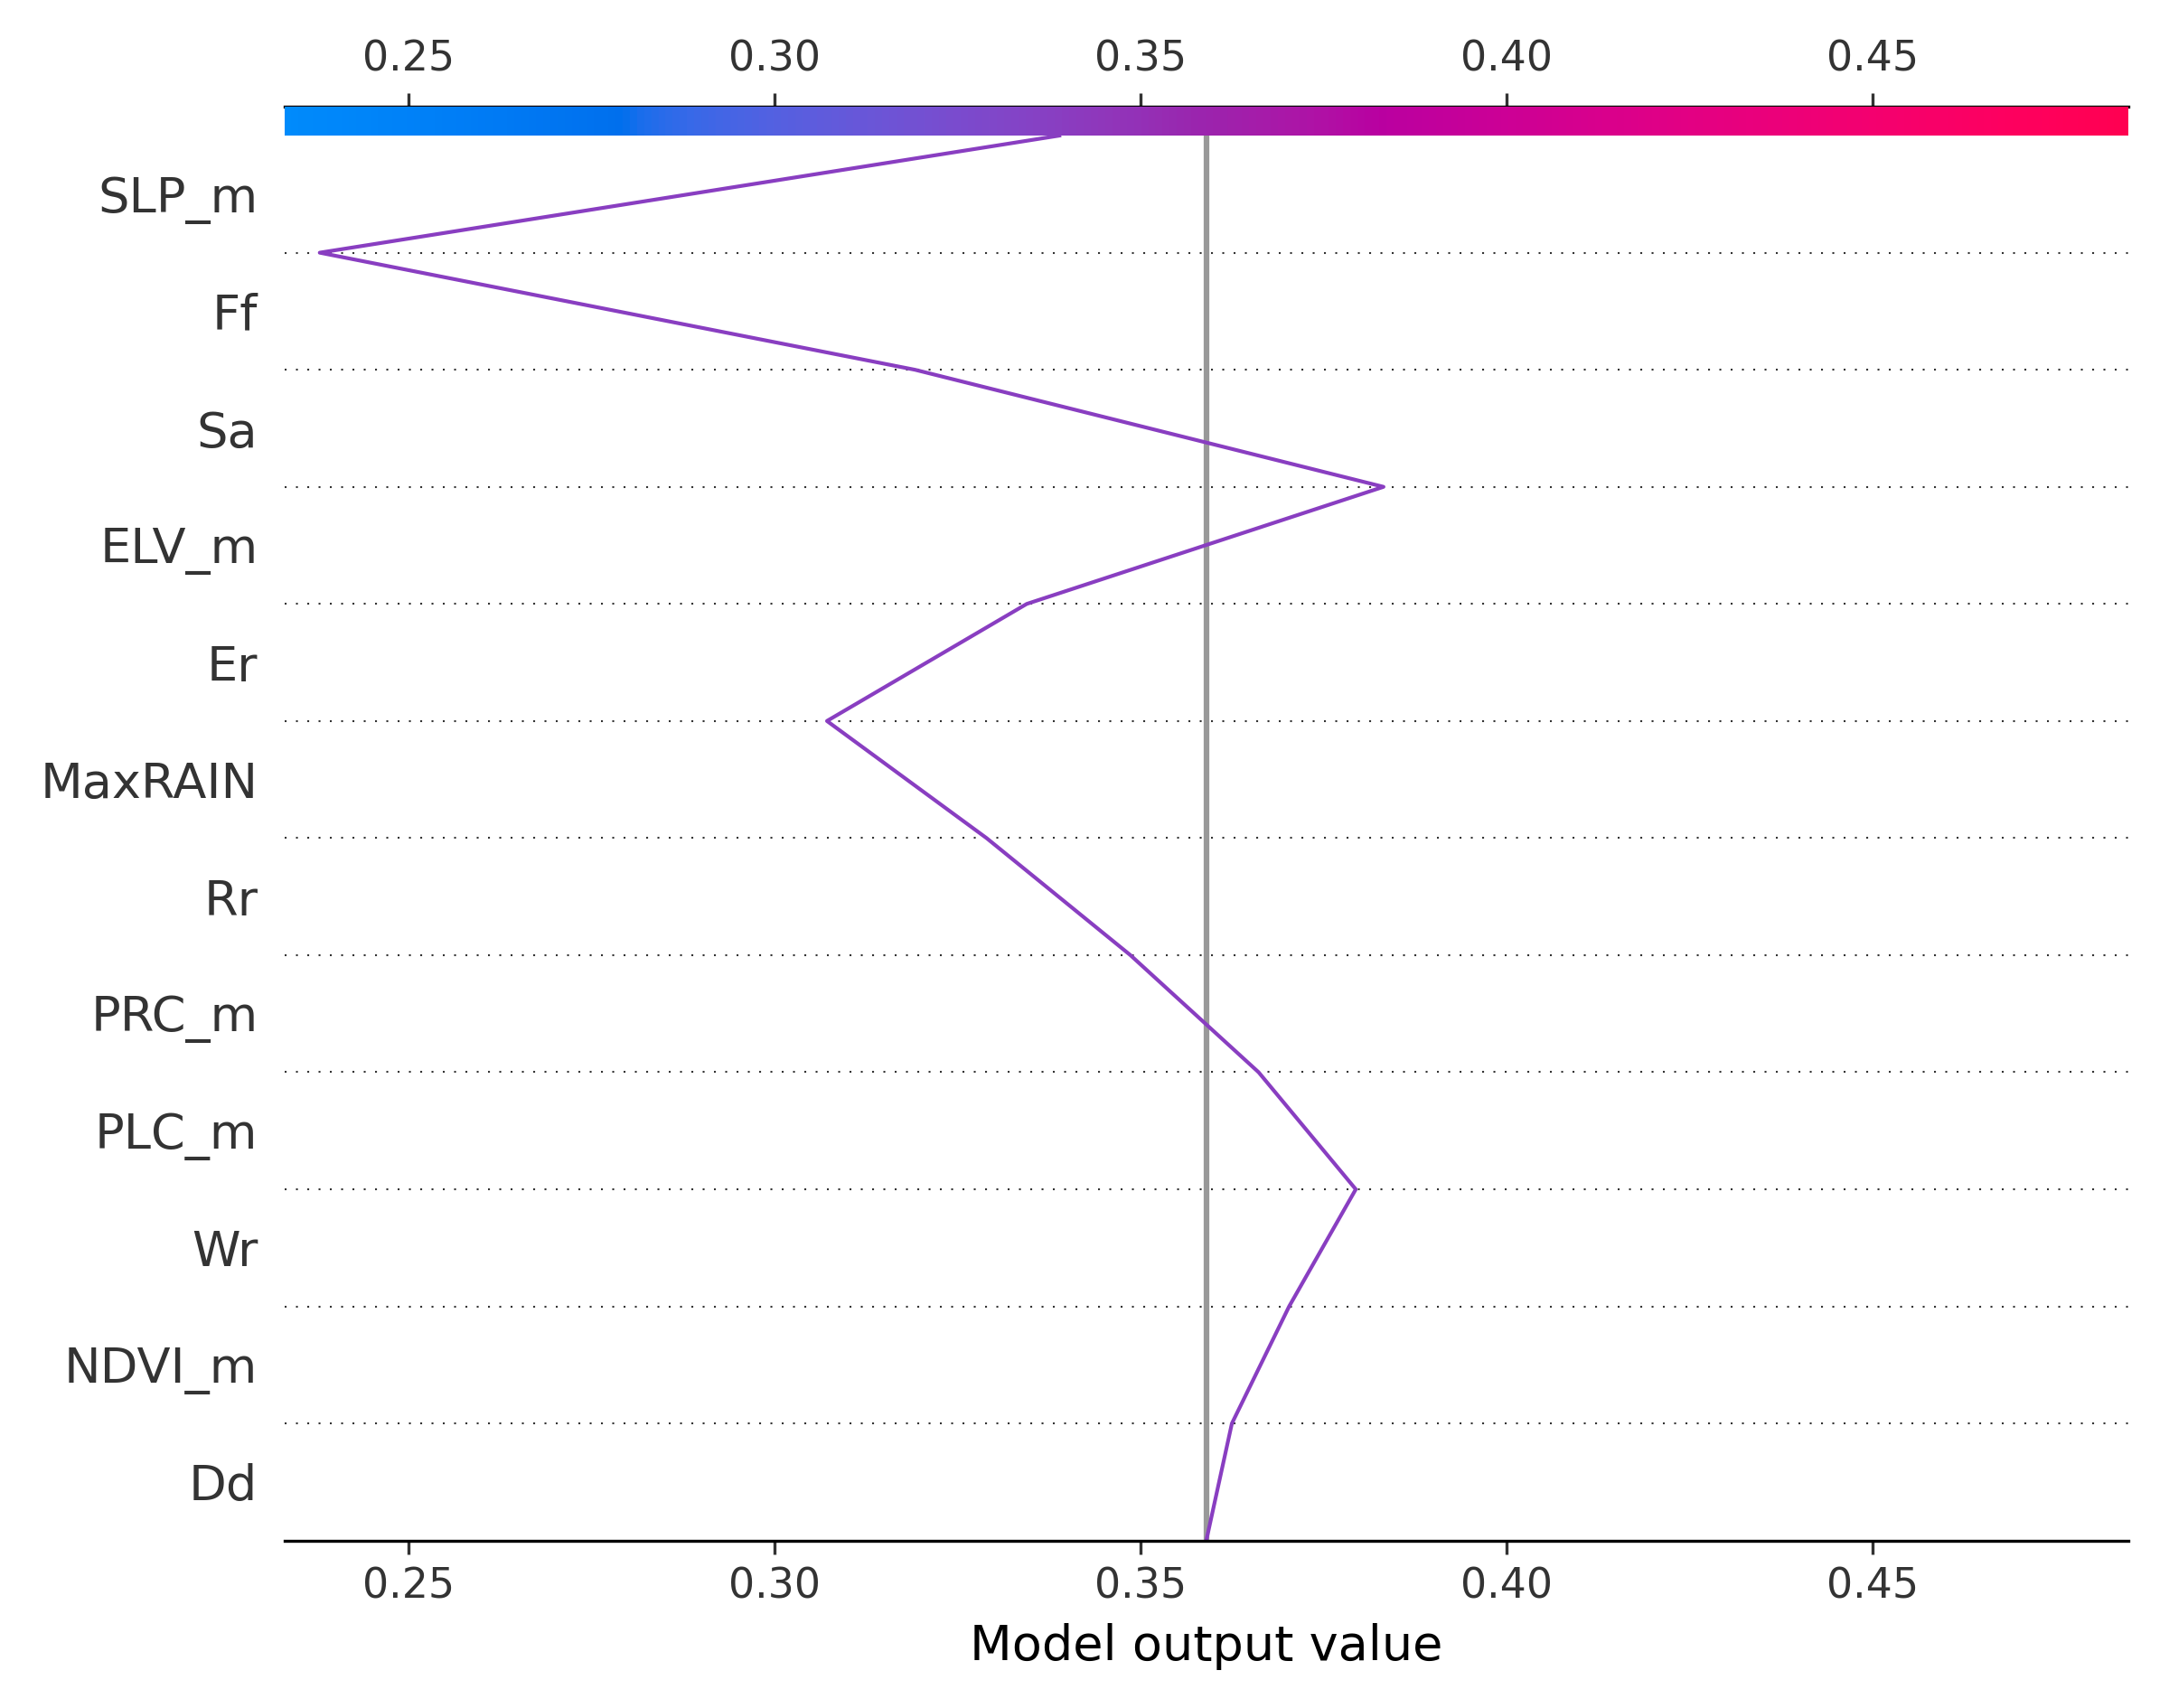 0.25 0.30 0.35 0.40 0.45
SLP_m
Ff
Sa
ELV_m
Er
MaxRAIN
Rr
PRC_m
PLC_m
Wr
NDVI_m
Dd
0.25 0.30 0.35 0.40 0.45
Model output value